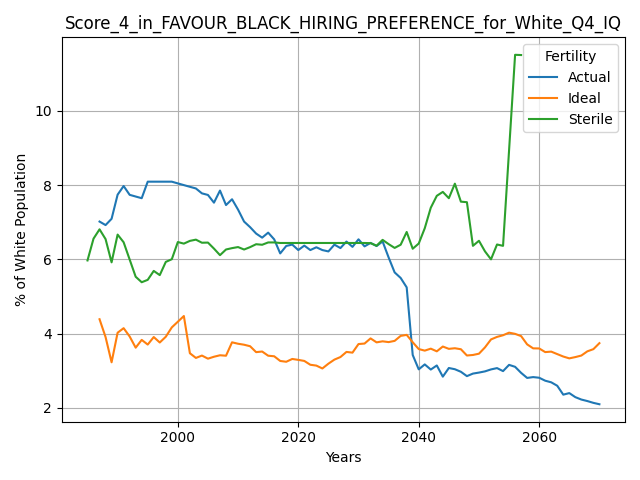 Score_4_in_FAVOUR_BLACK_HIRING_PREFERENCE_for_White_Q4_IQ
Fertility
Actual
Ideal
Sterile
% of White Population
10
8
6
4
2
2000
2020
2040
2060
Years